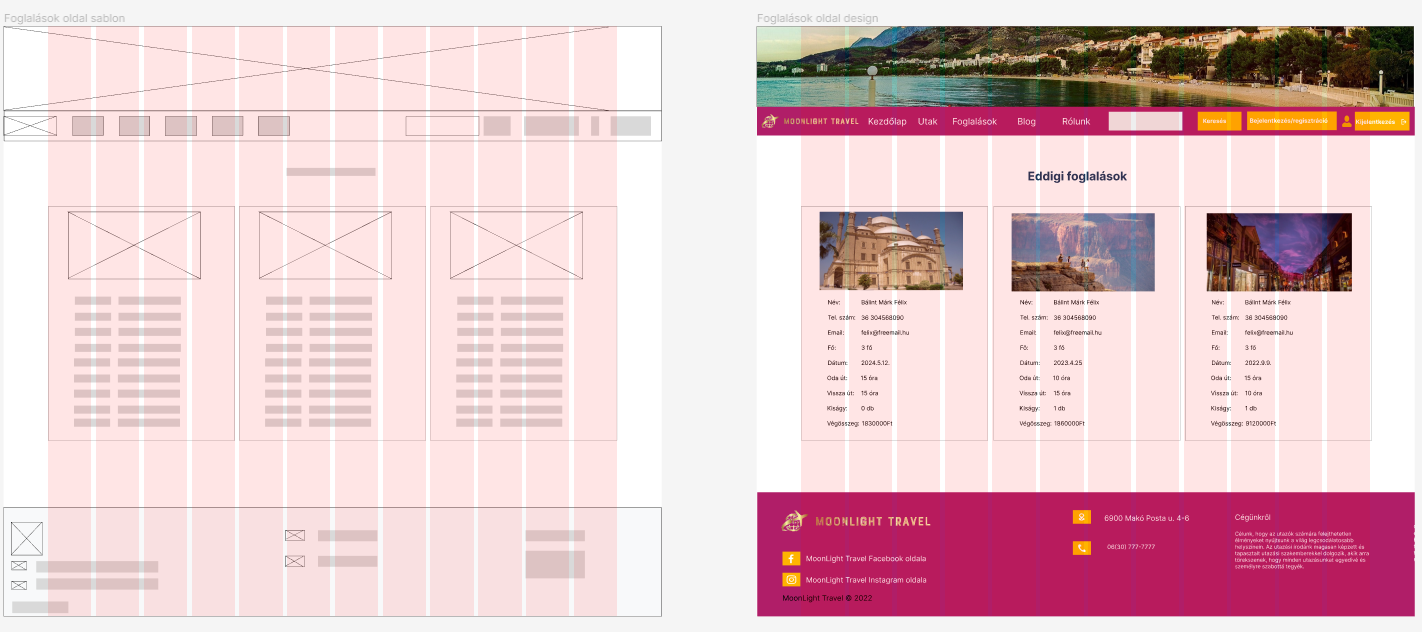 Foglalások oldal sablon
Foglalások oldal design
MOONLIGHT TRAVEL Kezdőlap Utak Foglalások Blog Rólunk Keresés Bejelentkezés/regisztráció Kijelentkezés
Eddigi foglalások
Név: Bálint Márk Félix
Tel. szám: 36 304568090
Email: felix@freemail.hu
Fő: 3 fő
Dátum: 2024.5.12.
Oda út: 15 óra
Vissza út: 15 óra
Kiságy: 0 db
Végösszeg: 1830000Ft
Név: Bálint Márk Félix
Tel. szám: 36 304568090
Email: felix@freemail.hu
Fő: 3 fő
Dátum: 2023.4.25
Oda út: 10 óra
Vissza út: 15 óra
Kiságy: 1 db
Végösszeg: 1860000Ft
Név: Bálint Márk Félix
Tel. szám: 36 304568090
Email: felix@freemail.hu
Fő: 3 fő
Dátum: 2022.9.9.
Oda út: 15 óra
Vissza út: 10 óra
Kiságy: 1 db
Végösszeg: 9120000Ft
MOONLIGHT TRAVEL
MoonLight Travel Facebook oldala
MoonLight Travel Instagram oldala
MoonLight Travel © 2022
6900 Makó Posta u. 4-6
06(30) 777-7777
Cégünkről
Célunk, hogy az utazók számára felejthetetlen
élményeket nyújtsunk a világ legcsodálatosabb
helyszínein. Az utazási irodánk magasan képzett és
tapasztalt utazási szakemberekkel dolgozik, akik arra
törekszenek, hogy minden utazásunkat egyedivé és
személyre szabottá tegyék.